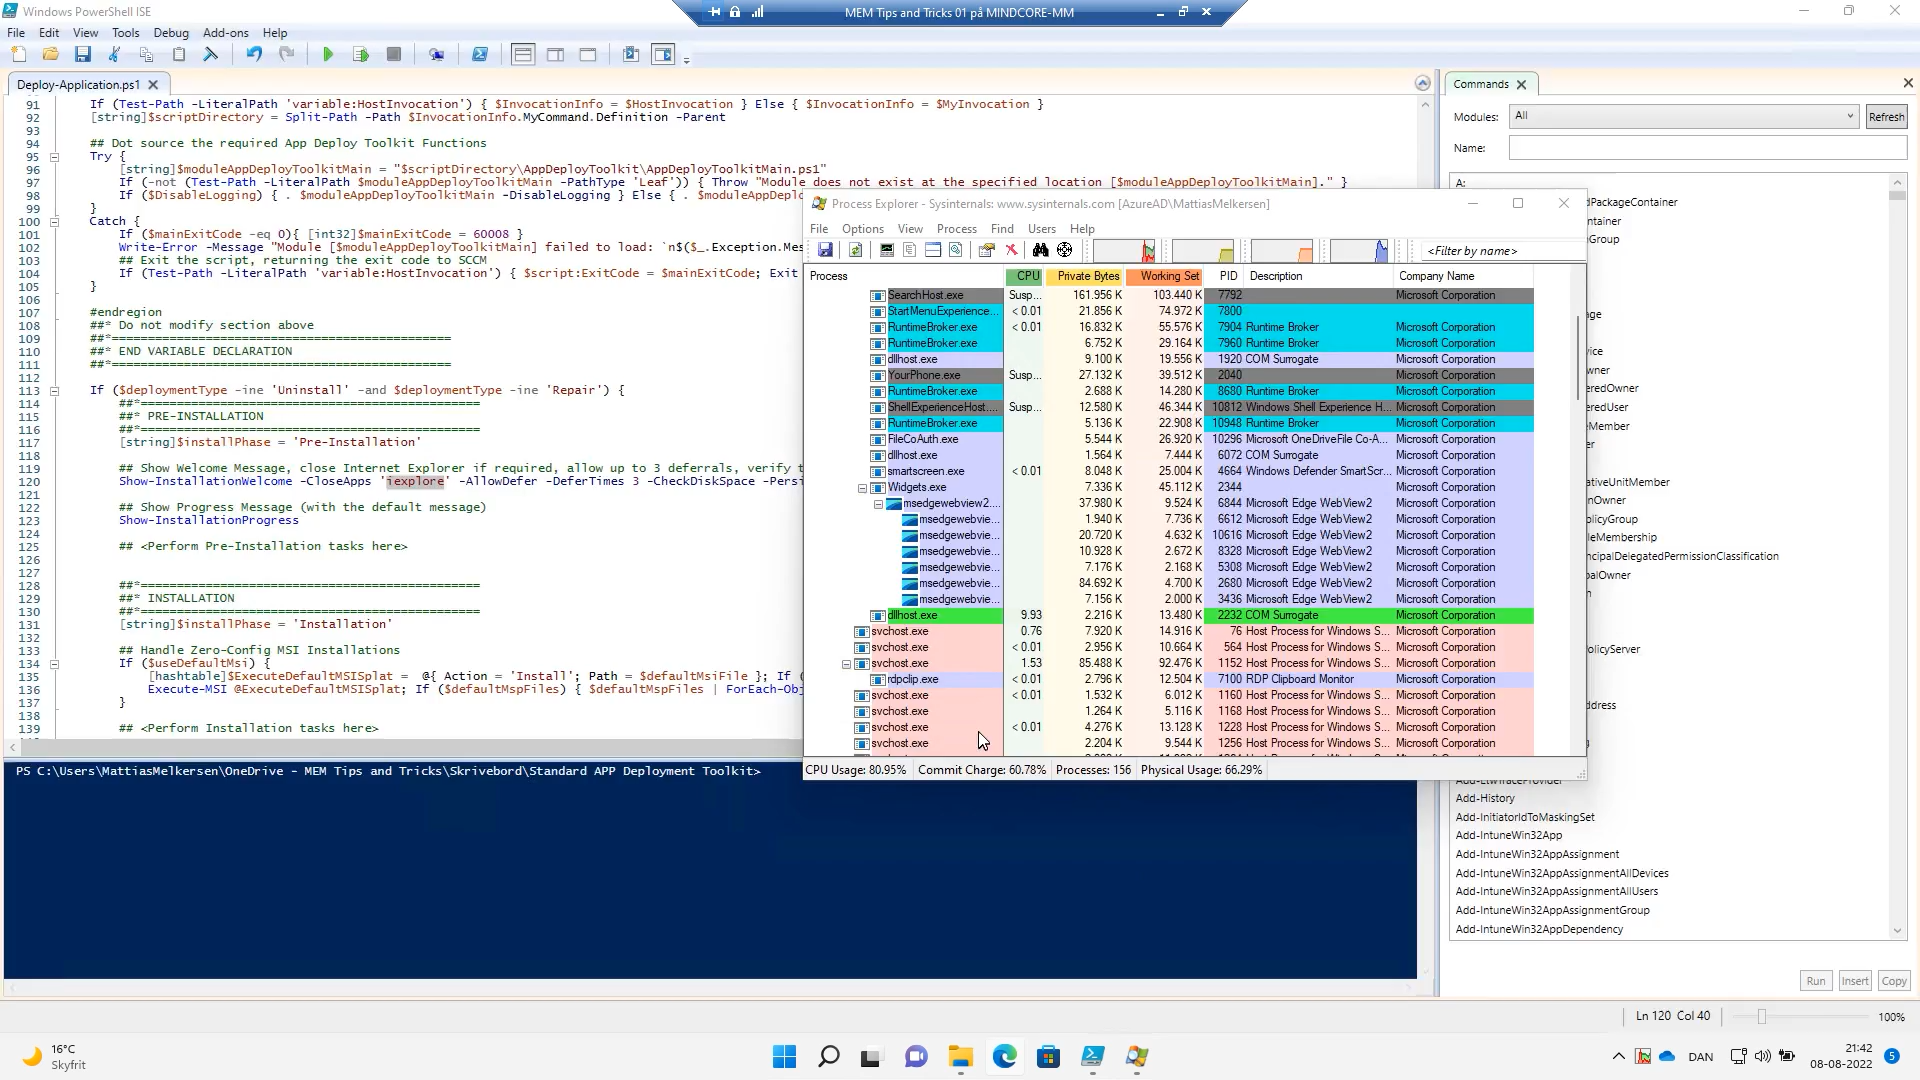 Windows PowerShell ISE
MEM Tips and Tricks 01 på MINDCORE-MM
File Edit View Tools Debug Add-ons Help
Deploy-Application.ps1
91 If (Test-Path -LiteralPath 'variable:HostInvocation') { $InvocationInfo = $HostInvocation } Else { $InvocationInfo = $MyInvocation }
92 [string]$scriptDirectory = Split-Path -Path $InvocationInfo.MyCommand.Definition -Parent
93
94 ## Dot source the required App Deploy Toolkit Functions
95 Try {
96 [string]$moduleAppDeployToolkitMain = "$scriptDirectory\AppDeployToolkit\AppDeployToolkitMain.ps1"
97 If (-not (Test-Path -LiteralPath $moduleAppDeployToolkitMain -PathType 'Leaf')) { Throw "Module does not exist at the specified location [$moduleAppDeployToolkitMain]." }
98 If ($DisableLogging) { . $moduleAppDeployToolkitMain -DisableLogging } Else { . $moduleAppDep
99 }
100 Catch {
101 If ($mainExitCode -eq 0){ [int32]$mainExitCode = 60008 }
102 Write-Error -Message "Module [$moduleAppDeployToolkitMain] failed to load: `n$($_.Exception.Mes
103 ## Exit the script, returning the exit code to SCCM
104 If (Test-Path -LiteralPath 'variable:HostInvocation') { $script:ExitCode = $mainExitCode; Exit
105 }
106
107 #endregion
108 ##* Do not modify section above
109 ##*===============================================
110 ##* END VARIABLE DECLARATION
111 ##*===============================================
112
113 If ($deploymentType -ine 'Uninstall' -and $deploymentType -ine 'Repair') {
114 ##*===============================================
115 ##* PRE-INSTALLATION
116 ##*===============================================
117 [string]$installPhase = 'Pre-Installation'
118
119 ## Show Welcome Message, close Internet Explorer if required, allow up to 3 deferrals, verify t
120 Show-InstallationWelcome -CloseApps 'iexplore' -AllowDefer -DeferTimes 3 -CheckDiskSpace -Persi
121
122 ## Show Progress Message (with the default message)
123 Show-InstallationProgress
124
125 ## <Perform Pre-Installation tasks here>
126
127
128 ##*===============================================
129 ##* INSTALLATION
130 ##*===============================================
131 [string]$installPhase = 'Installation'
132
133 ## Handle Zero-Config MSI Installations
134 If ($useDefaultMsi) {
135 [hashtable]$ExecuteDefaultMSISplat = @{ Action = 'Install'; Path = $defaultMsiFile }; If (
136 Execute-MSI @ExecuteDefaultMSISplat; If ($defaultMspFiles) { $defaultMspFiles | ForEach-Obj
137 }
138
139 ## <Perform Installation tasks here>
PS C:\Users\MattiasMelkersen\OneDrive - MEM Tips and Tricks\Skrivebord\Standard APP Deployment Toolkit>
Process Explorer - Sysinternals: www.sysinternals.com [AzureAD\MattiasMelkersen]
File Options View Process Find Users Help
<Filter by name>
Process CPU Private Bytes Working Set PID Description Company Name
SearchHost.exe Susp... 161.956 K 103.440 K 7792 Microsoft Corporation
StartMenuExperience... < 0.01 21.856 K 74.972 K 7800
RuntimeBroker.exe < 0.01 16.832 K 55.576 K 7904 Runtime Broker Microsoft Corporation
RuntimeBroker.exe 6.752 K 29.164 K 7960 Runtime Broker Microsoft Corporation
dllhost.exe 9.100 K 19.556 K 1920 COM Surrogate Microsoft Corporation
YourPhone.exe Susp... 27.132 K 39.512 K 2040 Microsoft Corporation
RuntimeBroker.exe 2.688 K 14.280 K 8680 Runtime Broker Microsoft Corporation
ShellExperienceHost.... Susp... 12.580 K 46.344 K 10812 Windows Shell Experience H... Microsoft Corporation
RuntimeBroker.exe 5.136 K 22.908 K 10948 Runtime Broker Microsoft Corporation
FileCoAuth.exe 5.544 K 26.920 K 10296 Microsoft OneDriveFile Co-A... Microsoft Corporation
dllhost.exe 1.564 K 7.444 K 6072 COM Surrogate Microsoft Corporation
smartscreen.exe < 0.01 8.048 K 25.004 K 4664 Windows Defender SmartScr... Microsoft Corporation
Widgets.exe 7.336 K 45.112 K 2344 Microsoft Corporation
msedgewebview2.... 37.980 K 9.524 K 6844 Microsoft Edge WebView2 Microsoft Corporation
msedgewebvie... 1.940 K 7.736 K 6612 Microsoft Edge WebView2 Microsoft Corporation
msedgewebvie... 20.720 K 4.632 K 10616 Microsoft Edge WebView2 Microsoft Corporation
msedgewebvie... 10.928 K 2.672 K 8328 Microsoft Edge WebView2 Microsoft Corporation
msedgewebvie... 7.176 K 2.168 K 5308 Microsoft Edge WebView2 Microsoft Corporation
msedgewebvie... 84.692 K 4.700 K 2680 Microsoft Edge WebView2 Microsoft Corporation
msedgewebvie... 7.156 K 2.000 K 3436 Microsoft Edge WebView2 Microsoft Corporation
dllhost.exe 9.93 2.216 K 13.480 K 2232 COM Surrogate Microsoft Corporation
svchost.exe 0.76 7.920 K 14.916 K 76 Host Process for Windows S... Microsoft Corporation
svchost.exe < 0.01 2.956 K 10.664 K 564 Host Process for Windows S... Microsoft Corporation
svchost.exe 1.53 85.488 K 92.476 K 1152 Host Process for Windows S... Microsoft Corporation
rdpclip.exe < 0.01 2.796 K 12.504 K 7100 RDP Clipboard Monitor Microsoft Corporation
svchost.exe < 0.01 1.532 K 6.012 K 1160 Host Process for Windows S... Microsoft Corporation
svchost.exe 1.264 K 5.116 K 1168 Host Process for Windows S... Microsoft Corporation
svchost.exe < 0.01 4.276 K 13.128 K 1228 Host Process for Windows S... Microsoft Corporation
svchost.exe 2.204 K 9.544 K 1256 Host Process for Windows S... Microsoft Corporation
CPU Usage: 80.95% Commit Charge: 60.78% Processes: 156 Physical Usage: 66.29%
Commands
Modules: All Refresh
Name:
A:
dPackageContainer
ontainer
Group
age
vice
wner
eredOwner
eredUser
eMember
er
ativeUnitMember
nOwner
olicyGroup
leMembership
ncipalDelegatedPermissionClassification
ipalOwner
n
olicyServer
ddress
Add-EtwTraceProvider
Add-History
Add-InitiatorIdToMaskingSet
Add-IntuneWin32App
Add-IntuneWin32AppAssignment
Add-IntuneWin32AppAssignmentAllDevices
Add-IntuneWin32AppAssignmentAllUsers
Add-IntuneWin32AppAssignmentGroup
Add-IntuneWin32AppDependency
Run Insert Copy
Ln 120 Col 40 100%
16°C
Skyfrit
DAN
21:42
08-08-2022
5